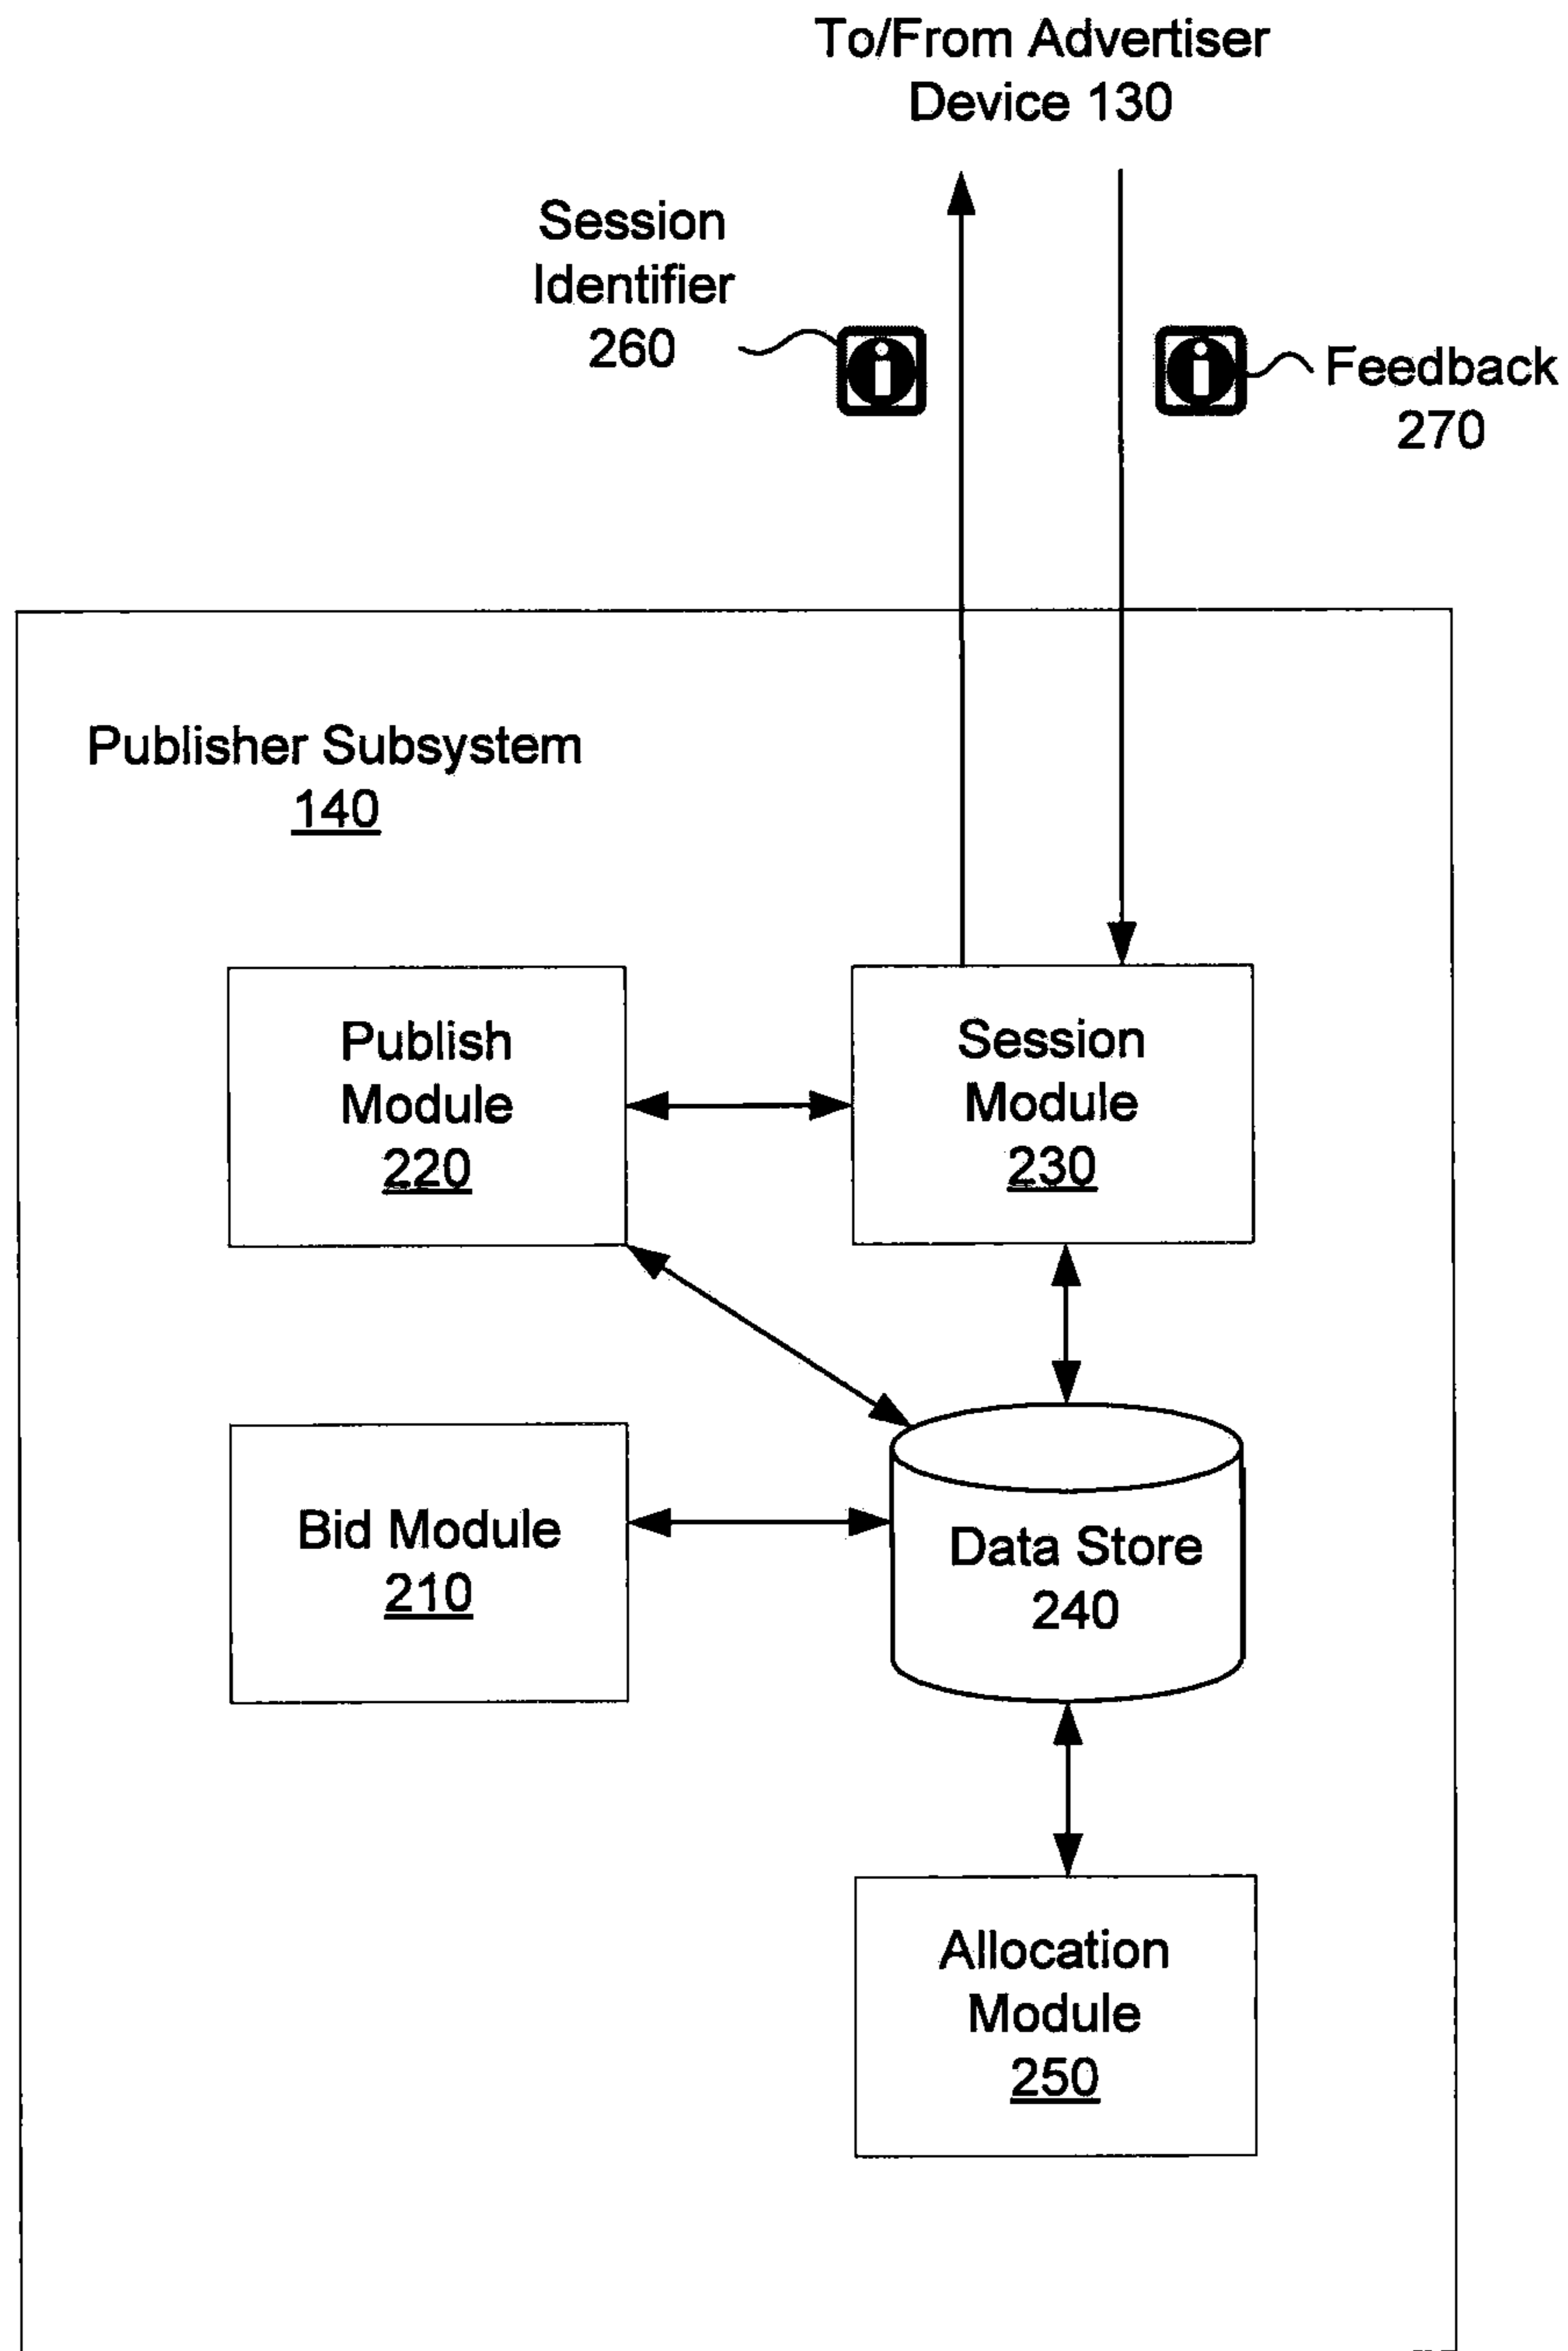 To/From Advertiser
Device 130
Session
Identifier
260
Feedback
270
Publisher Subsystem
140
Publish
Module
220
Session
Module
230
Bid Module
210
Data Store
240
Allocation
Module
250